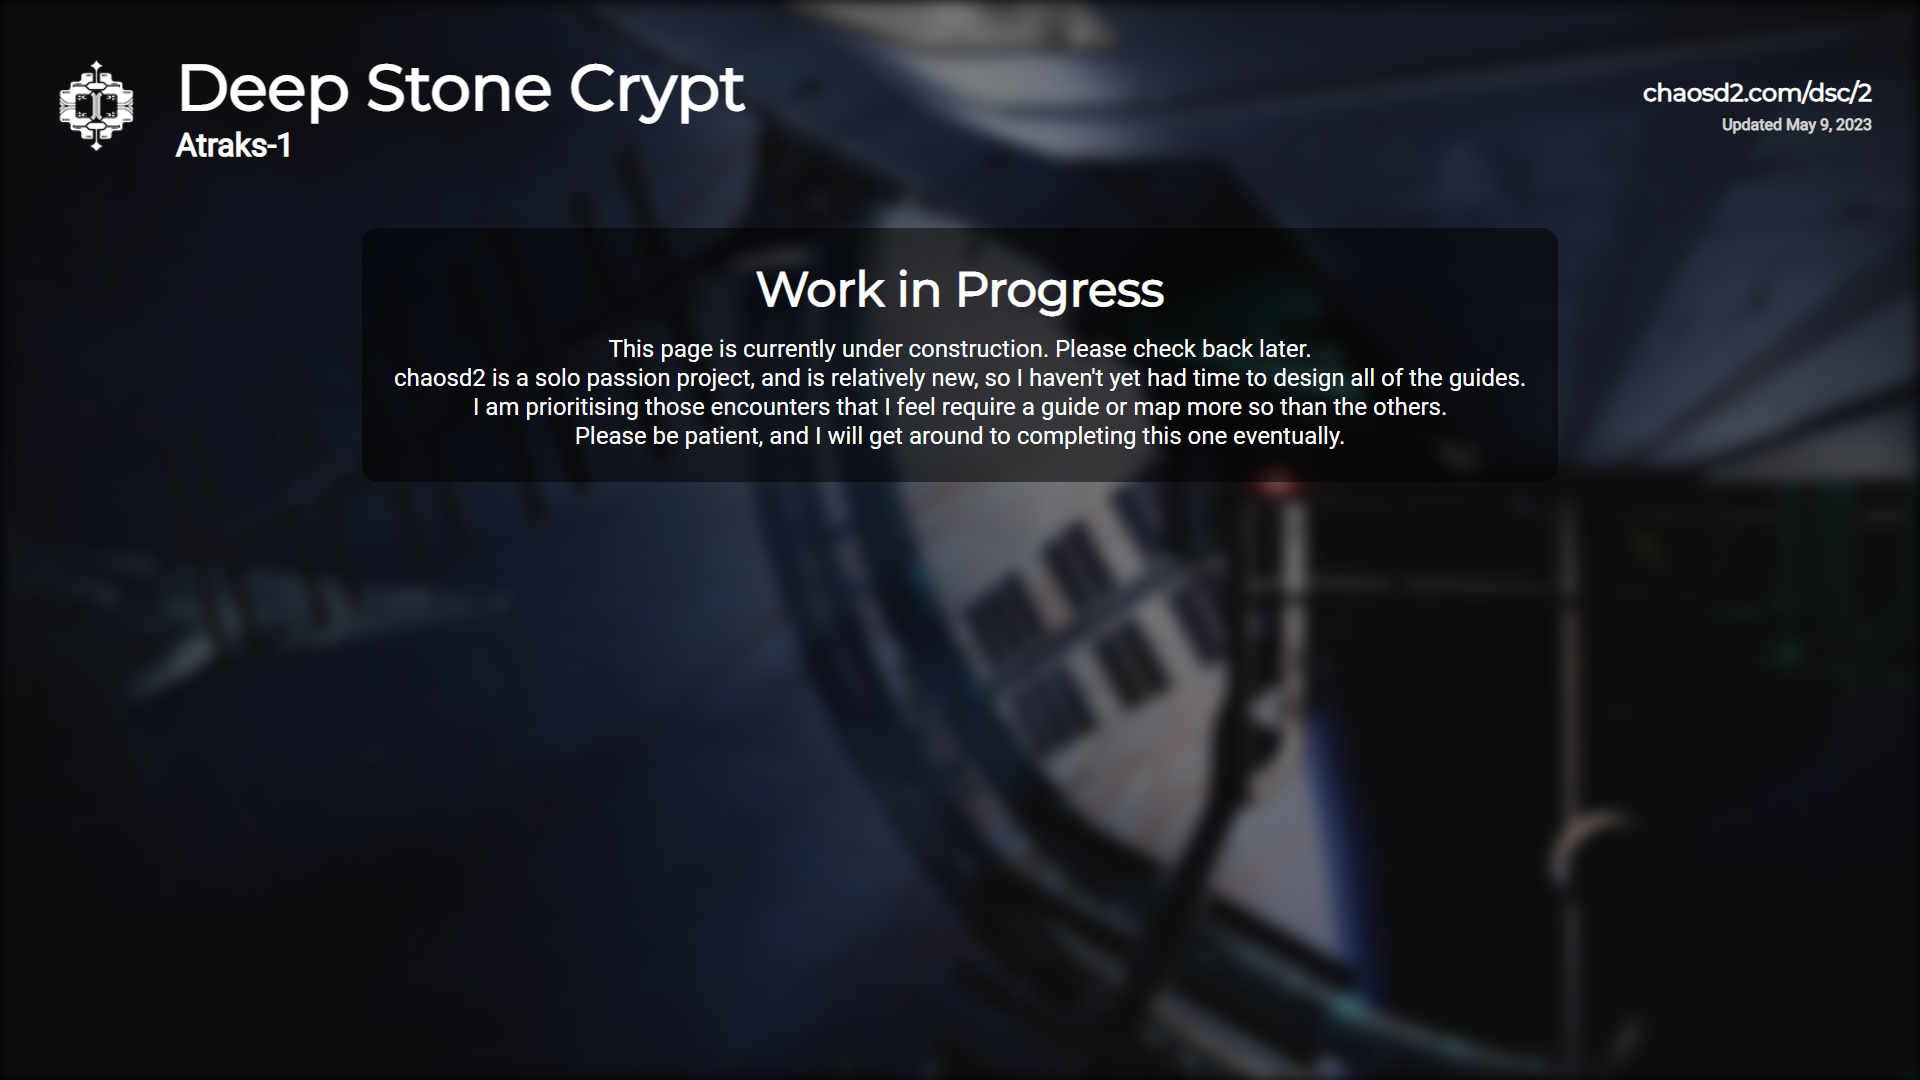 Deep Stone Crypt
Atraks-1
chaosd2.com/dsc/2
Updated May 9, 2023
Work in Progress
This page is currently under construction. Please check back later.
chaosd2 is a solo passion project, and is relatively new, so I haven't yet had time to design all of the guides.
I am prioritising those encounters that I feel require a guide or map more so than the others.
Please be patient, and I will get around to completing this one eventually.